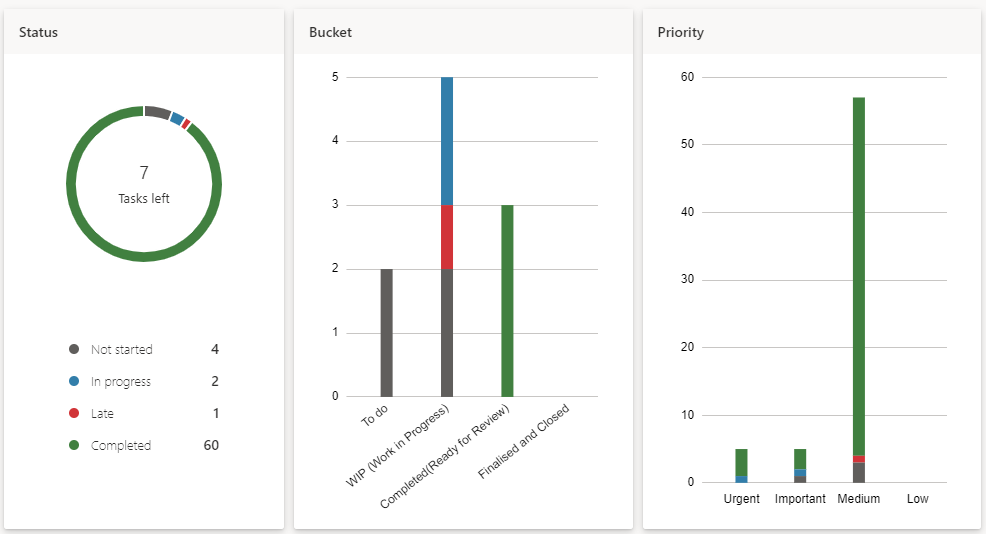 Status
7
Tasks left
Not started 4
In progress 2
Late 1
Completed 60
Bucket
5
4
3
2
1
0
To do
WIP (Work in Progress)
Completed(Ready for Review)
Finalised and Closed
Priority
60
50
40
30
20
10
0
Urgent
Important
Medium
Low